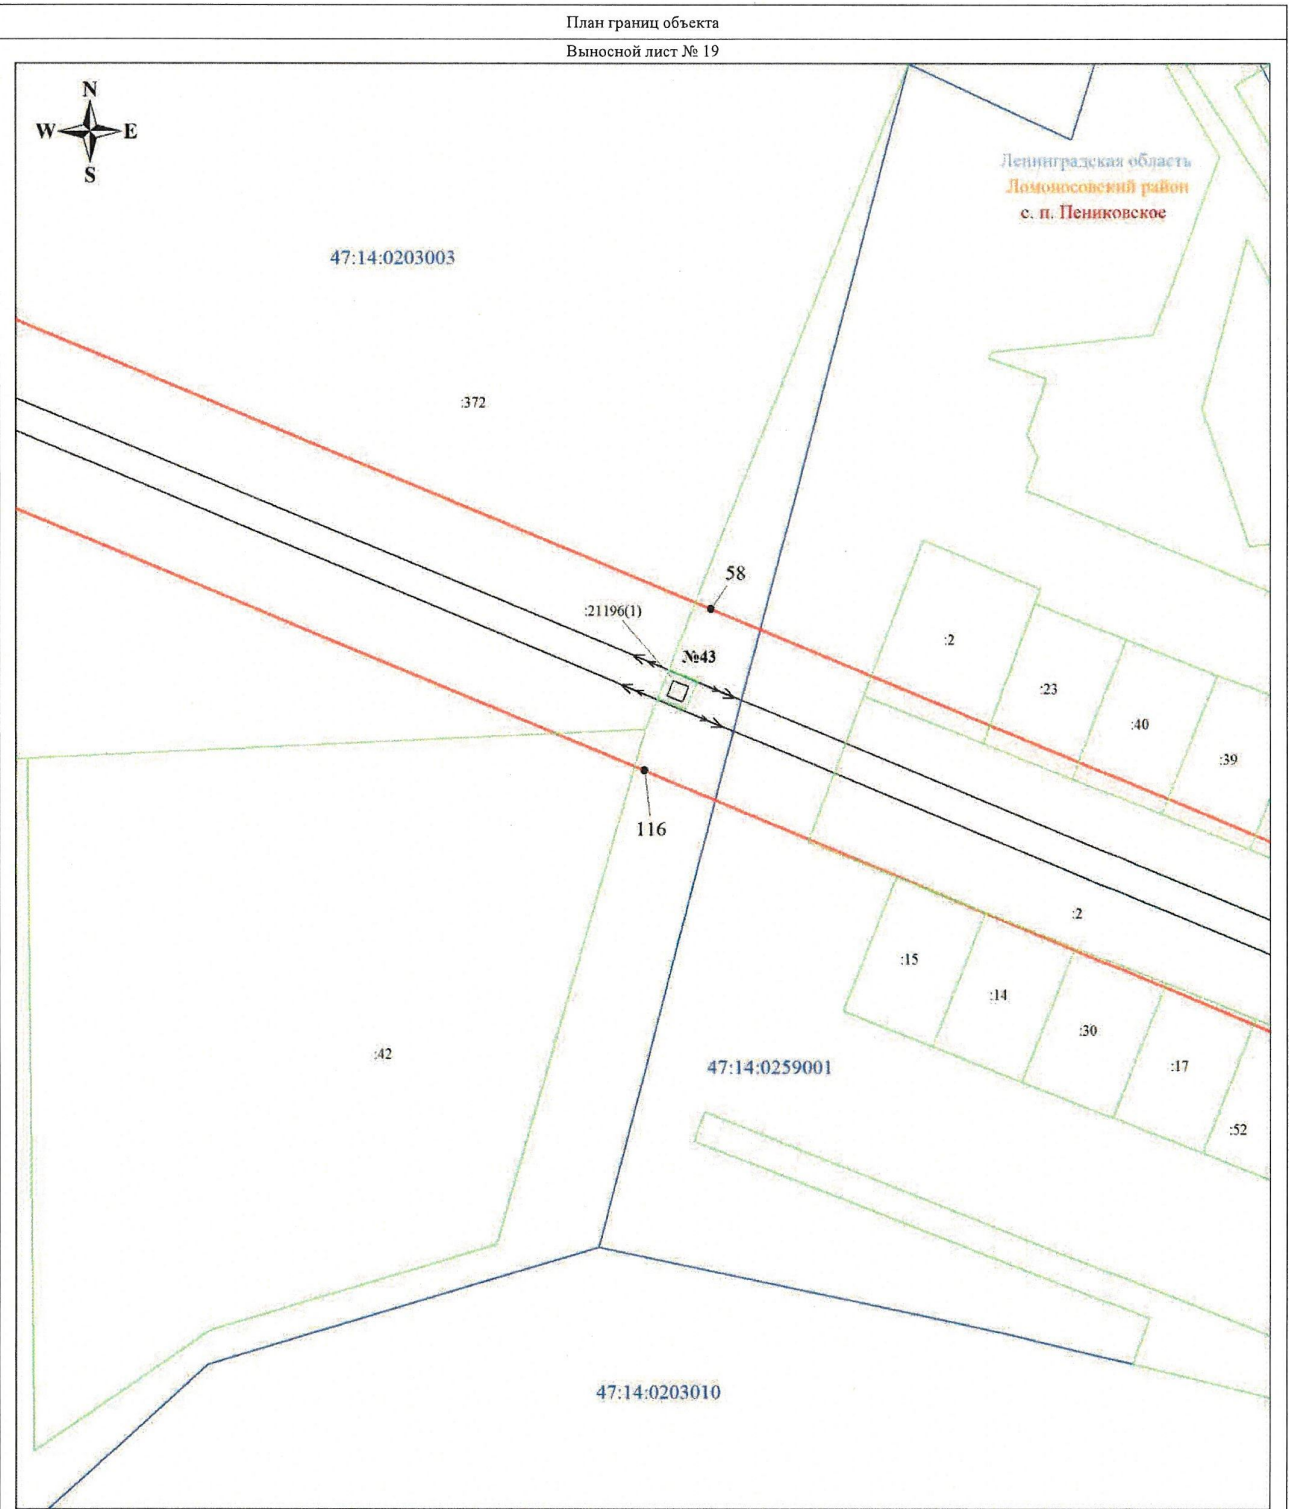 План границ объекта
Выносной лист № 19
N
W E
S
Ленинградская область
Ломоносовский район
с. п. Пениковское
47:14:0203003
:372
58
:21196(1)
№43
:2
:23
:40
:39
116
:2
:15
:14
:30
:17
:52
:42
47:14:0259001
47:14:0203010